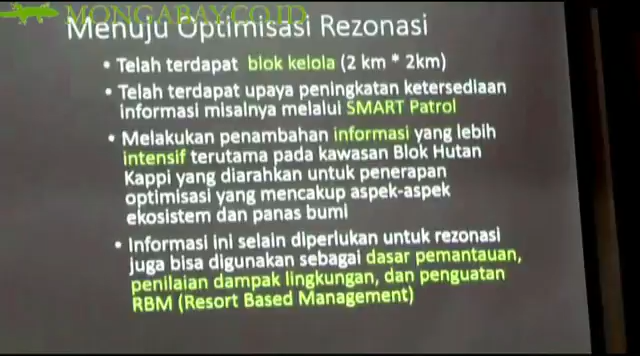 MONGABAY.CO.ID
Menuju Optimisasi Rezonasi
• Telah terdapat blok kelola (2 km * 2km)
• Telah terdapat upaya peningkatan ketersediaan
informasi misalnya melalui SMART Patrol
• Melakukan penambahan informasi yang lebih
intensif terutama pada kawasan Blok Hutan
Kappi yang diarahkan untuk penerapan
optimisasi yang mencakup aspek-aspek
ekosistem dan panas bumi
• Informasi ini selain diperlukan untuk rezonasi
juga bisa digunakan sebagai dasar pemantauan,
penilaian dampak lingkungan, dan penguatan
RBM (Resort Based Management)